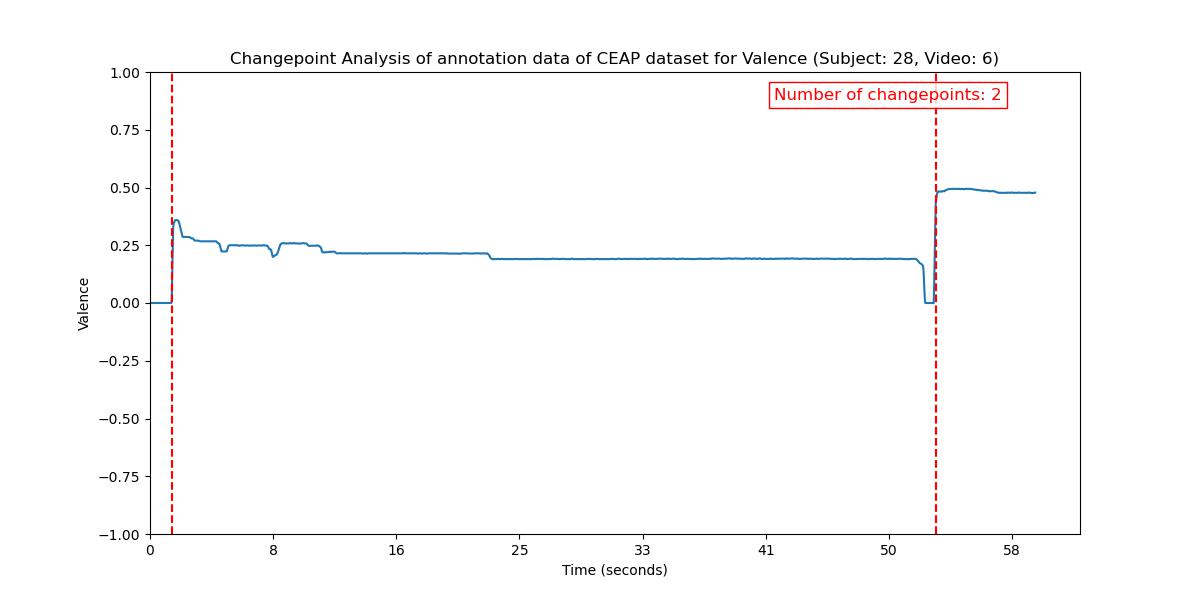 Changepoint Analysis of annotation data of CEAP dataset for Valence (Subject: 28, Video: 6)
Number of changepoints: 2
1.00
0.75
0.50
0.25
0.00
−0.25
−0.50
−0.75
−1.00
Valence
0 8 16 25 33 41 50 58
Time (seconds)